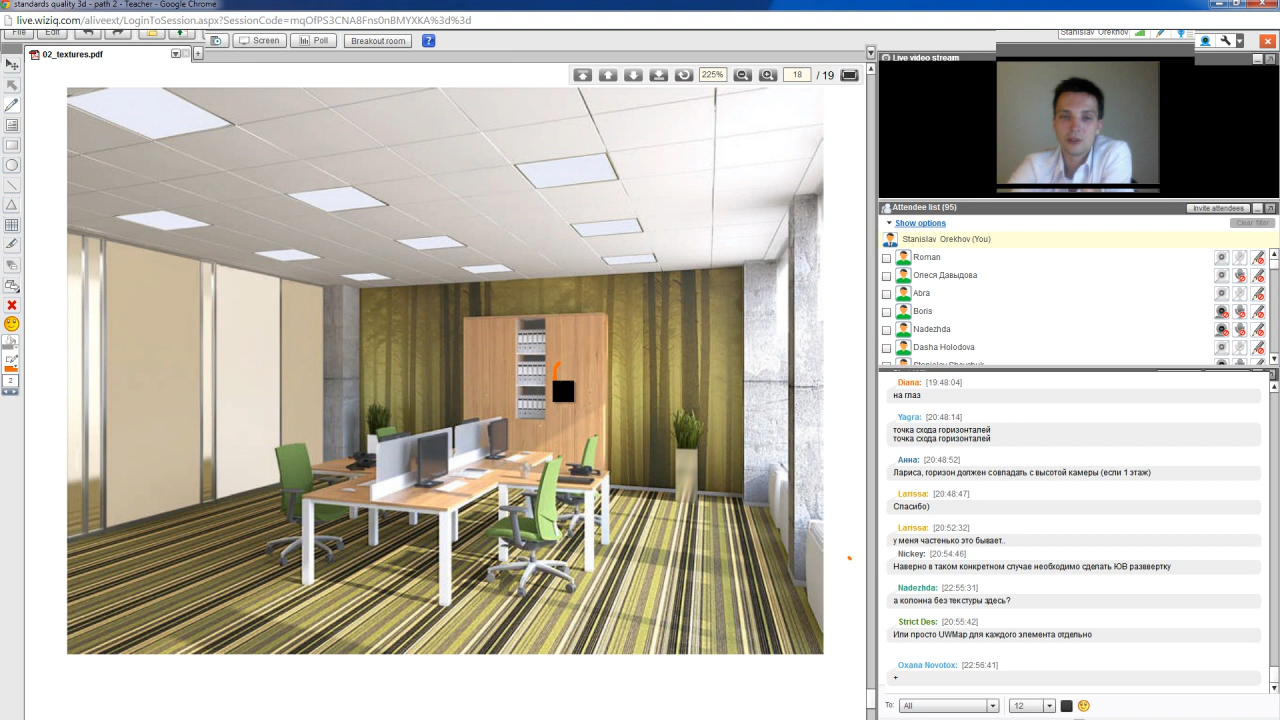 standards quality 3d - path 2 - Teacher - Google Chrome
live.wiziq.com/aliveext/LoginToSession.aspx?SessionCode=mqOfPS3CNA8Fns0nBMYXKA%3d%3d
File Edit Screen Poll Breakout room ? Stanislav Orekhov
02_textures.pdf
225% 18 / 19
2
Live video stream
Attendee list (95)
Invite attendees
Show options
Clear filter
Stanislav Orekhov (You)
Roman
Олеся Давыдова
Abra
Boris
Nadezhda
Dasha Holodova
Diana: [19:48:04]
на глаз
Yagra: [20:48:14]
точка схода горизонталей
точка схода горизонталей
Анна: [20:48:52]
Лариса, горизон должен совпадать с высотой камеры (если 1 этаж)
Larissa: [20:48:47]
Спасибо)
Larissa: [20:52:32]
у меня частенько это бывает..
Nickey: [20:54:46]
Наверно в таком конкретном случае необходимо сделать ЮВ раззвертку
Nadezhda: [22:55:31]
а колонна без текстуры здесь?
Strict Des: [20:55:42]
Или просто UWMap для каждого элемента отдельно
Oxana Novotox: [22:56:41]
+
To: All 12